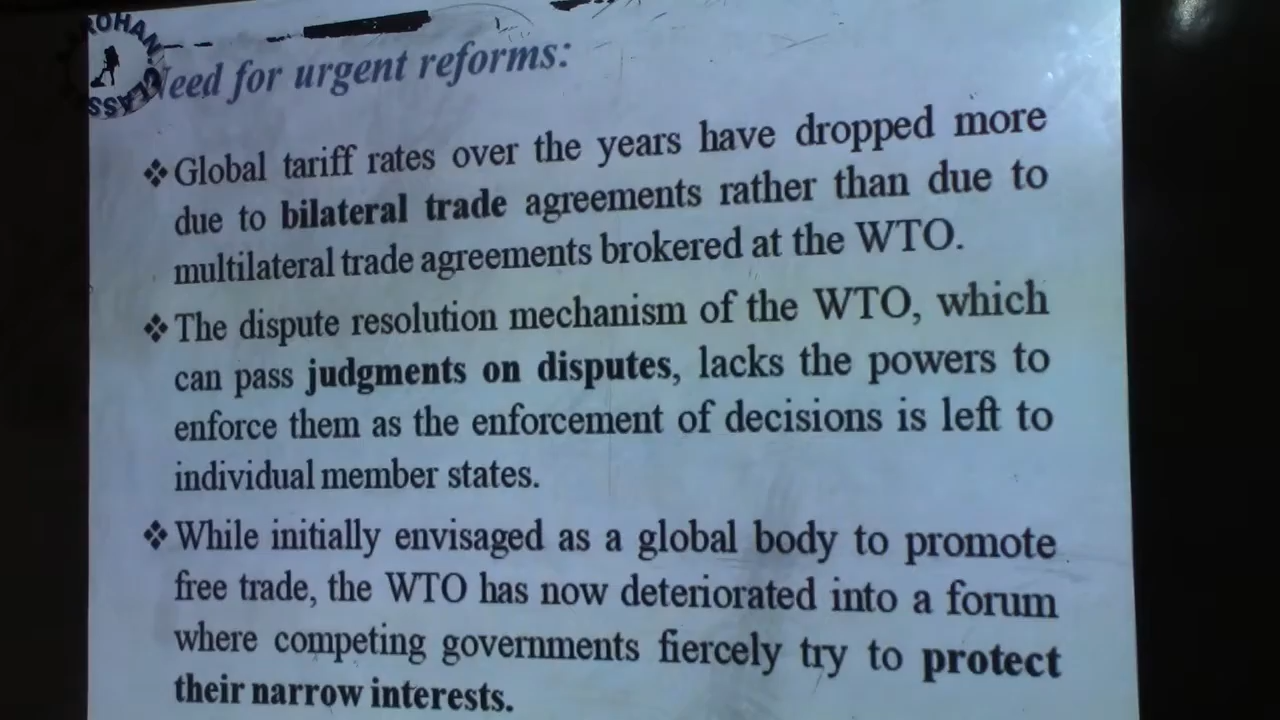 ROHAN
CLASS
Need for urgent reforms:
❖Global tariff rates over the years have dropped more
due to bilateral trade agreements rather than due to
multilateral trade agreements brokered at the WTO.
❖The dispute resolution mechanism of the WTO, which
can pass judgments on disputes, lacks the powers to
enforce them as the enforcement of decisions is left to
individual member states.
❖While initially envisaged as a global body to promote
free trade, the WTO has now deteriorated into a forum
where competing governments fiercely try to protect
their narrow interests.